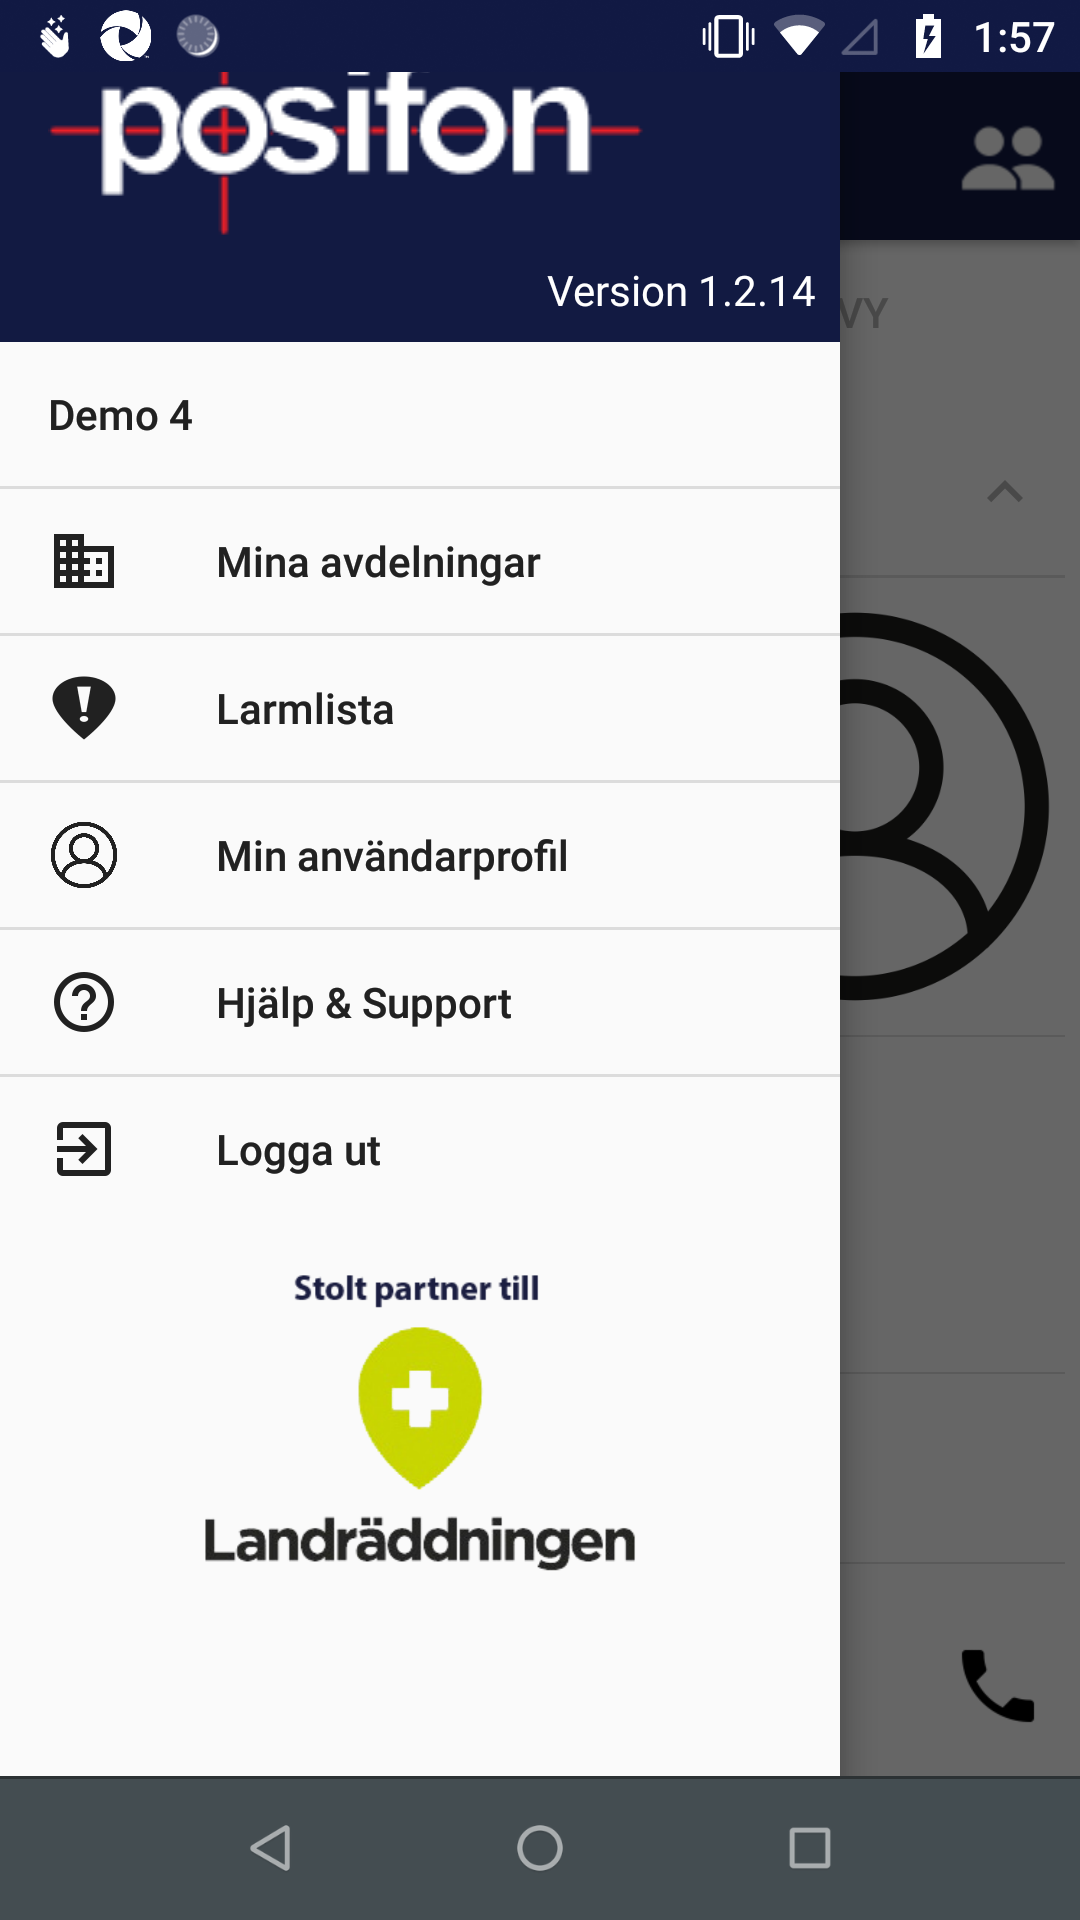 1:57
positon
Version 1.2.14
VY
Demo 4
Mina avdelningar
Larmlista
Min användarprofil
Hjälp & Support
Logga ut
Stolt partner till
Landräddningen